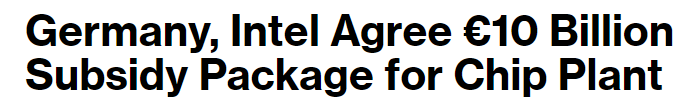 Germany, Intel Agree €10 Billion
Subsidy Package for Chip Plant